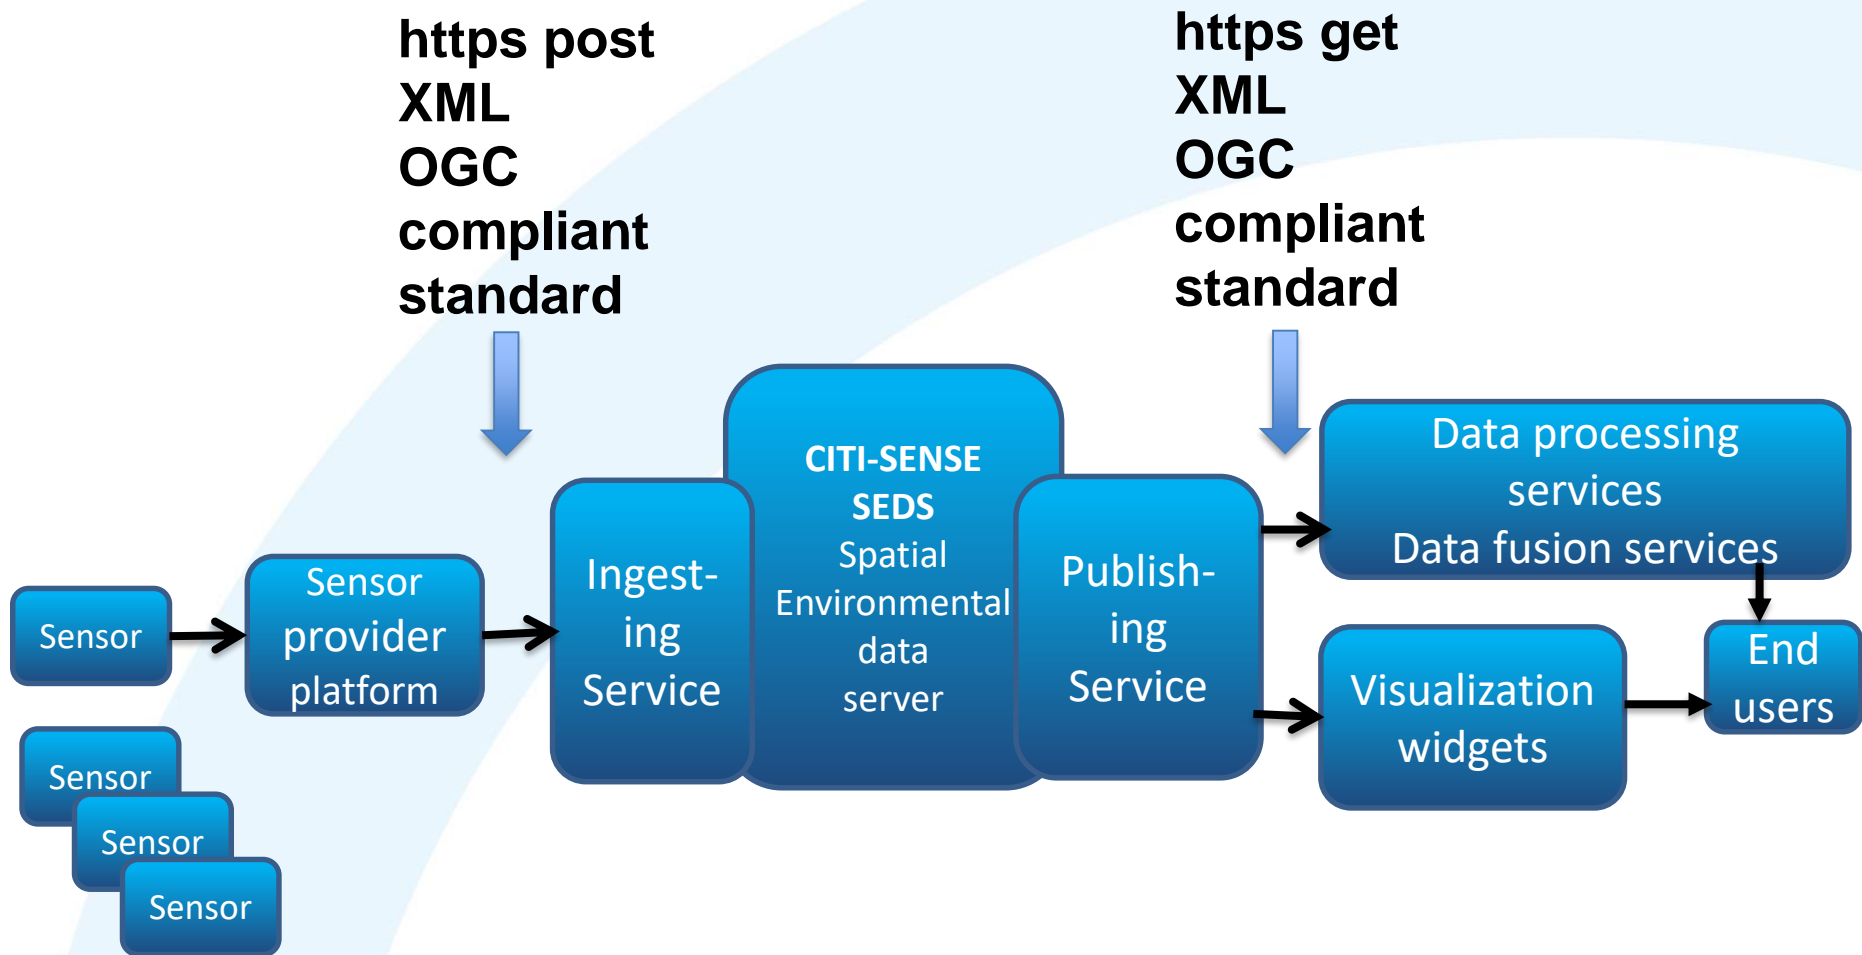 https post
XML
OGC
compliant
standard
https get
XML
OGC
compliant
standard
Sensor
Sensor
Sensor
Sensor
Sensor
provider
platform
Ingest-
ing
Service
CITI-SENSE
SEDS
Spatial
Environmental
data
server
Publish-
ing
Service
Data processing
services
Data fusion services
Visualization
widgets
End
users